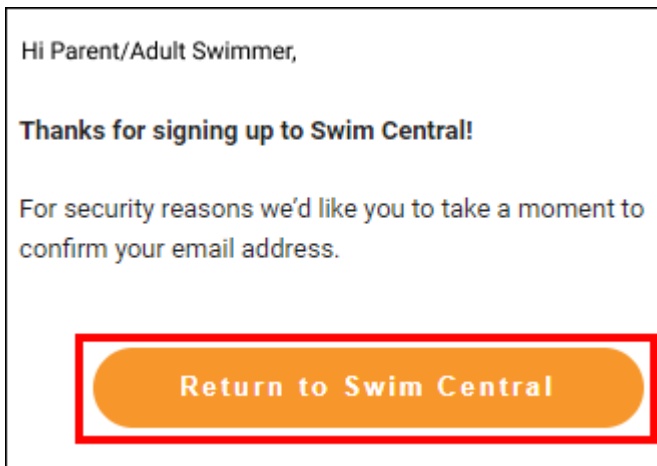 Hi Parent/Adult Swimmer,
Thanks for signing up to Swim Central!
For security reasons we’d like you to take a moment to
confirm your email address.
Return to Swim Central